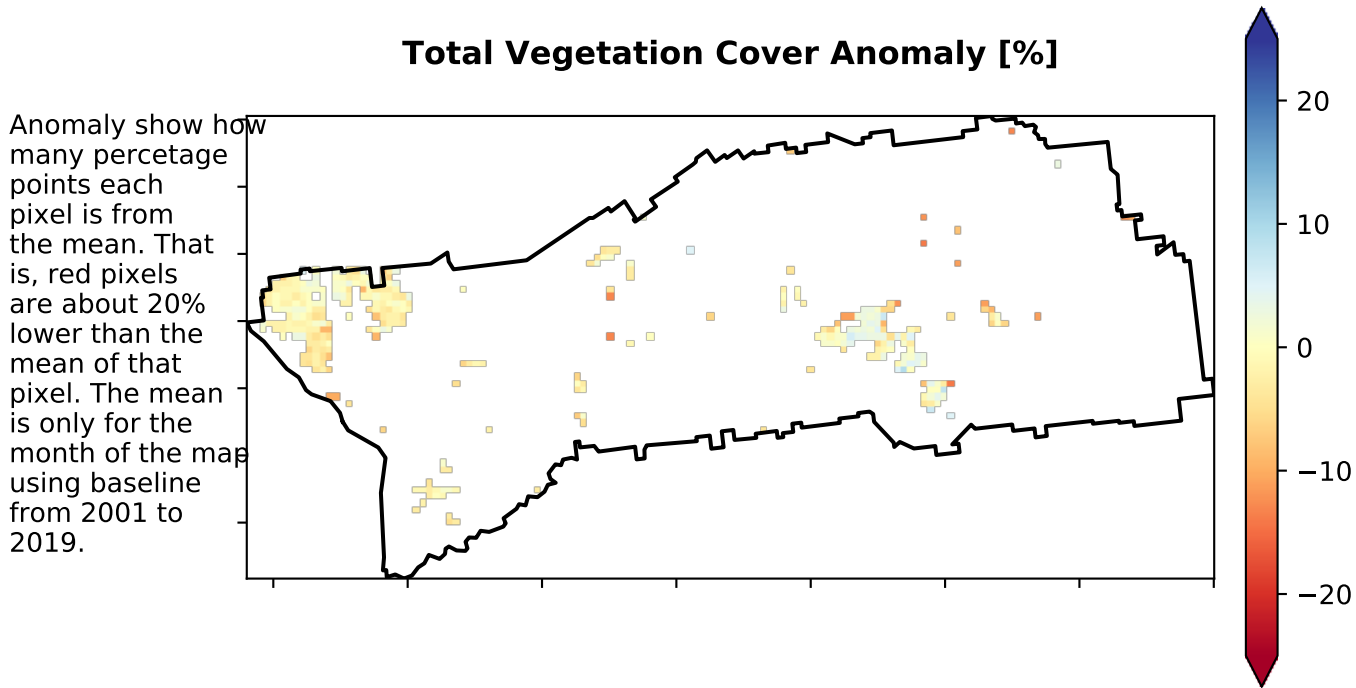 Total Vegetation Cover Anomaly [%]
Anomaly show how
many percetage
points each
pixel is from
the mean. That
is, red pixels
are about 20%
lower than the
mean of that
pixel. The mean
is only for the
month of the map
using baseline
from 2001 to
2019.
20
10
0
−10
−20